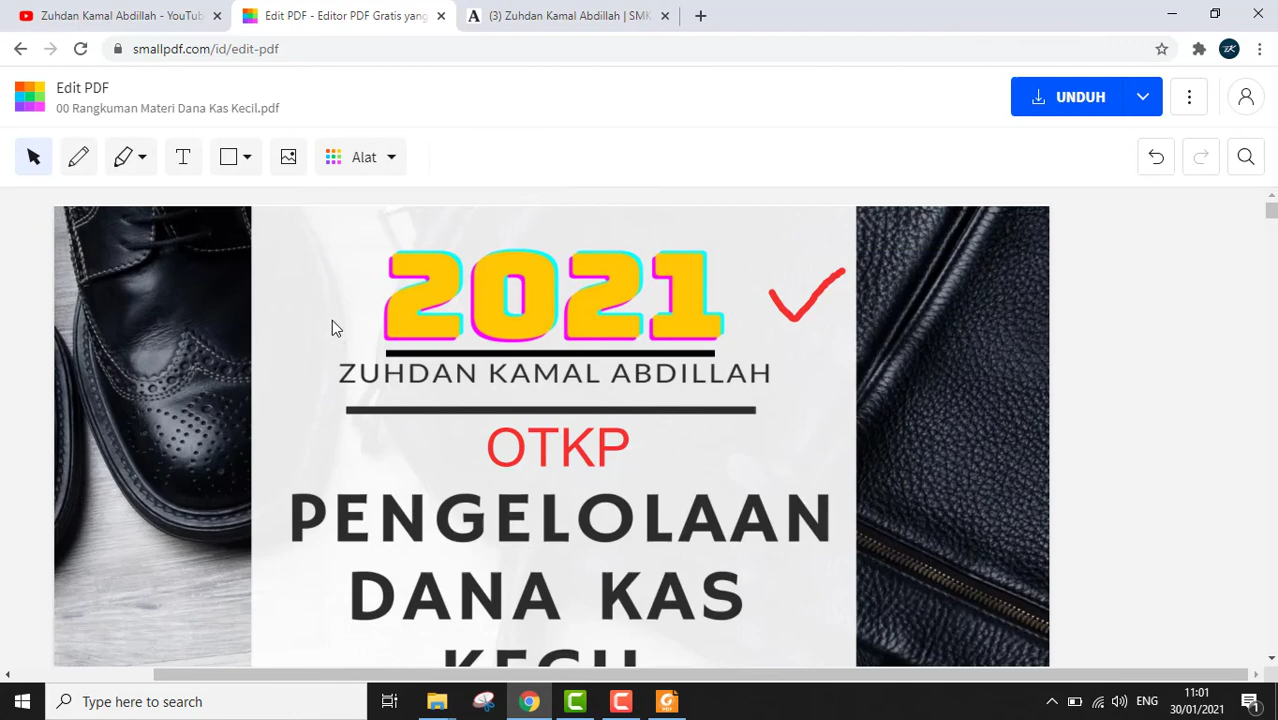 Zuhdan Kamal Abdillah - YouTub
Edit PDF - Editor PDF Gratis yang
(3) Zuhdan Kamal Abdillah | SMK
smallpdf.com/id/edit-pdf
Edit PDF
00 Rangkuman Materi Dana Kas Kecil.pdf
UNDUH
T
Alat
2021
ZUHDAN KAMAL ABDILLAH
OTKP
PENGELOLAAN
DANA KAS
KECIL
Type here to search
ENG
11:01
30/01/2021